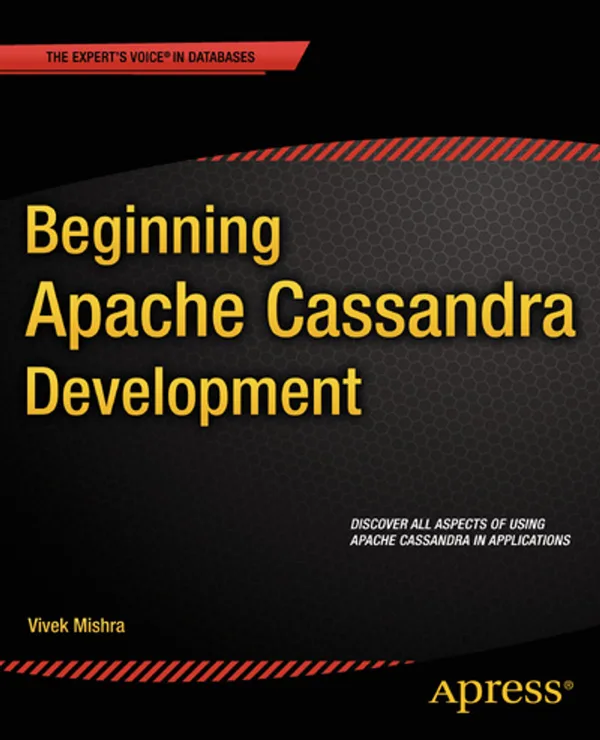 THE EXPERT'S VOICE® IN DATABASES
Beginning
Apache Cassandra
Development
DISCOVER ALL ASPECTS OF USING
APACHE CASSANDRA IN APPLICATIONS
Vivek Mishra
Apress®